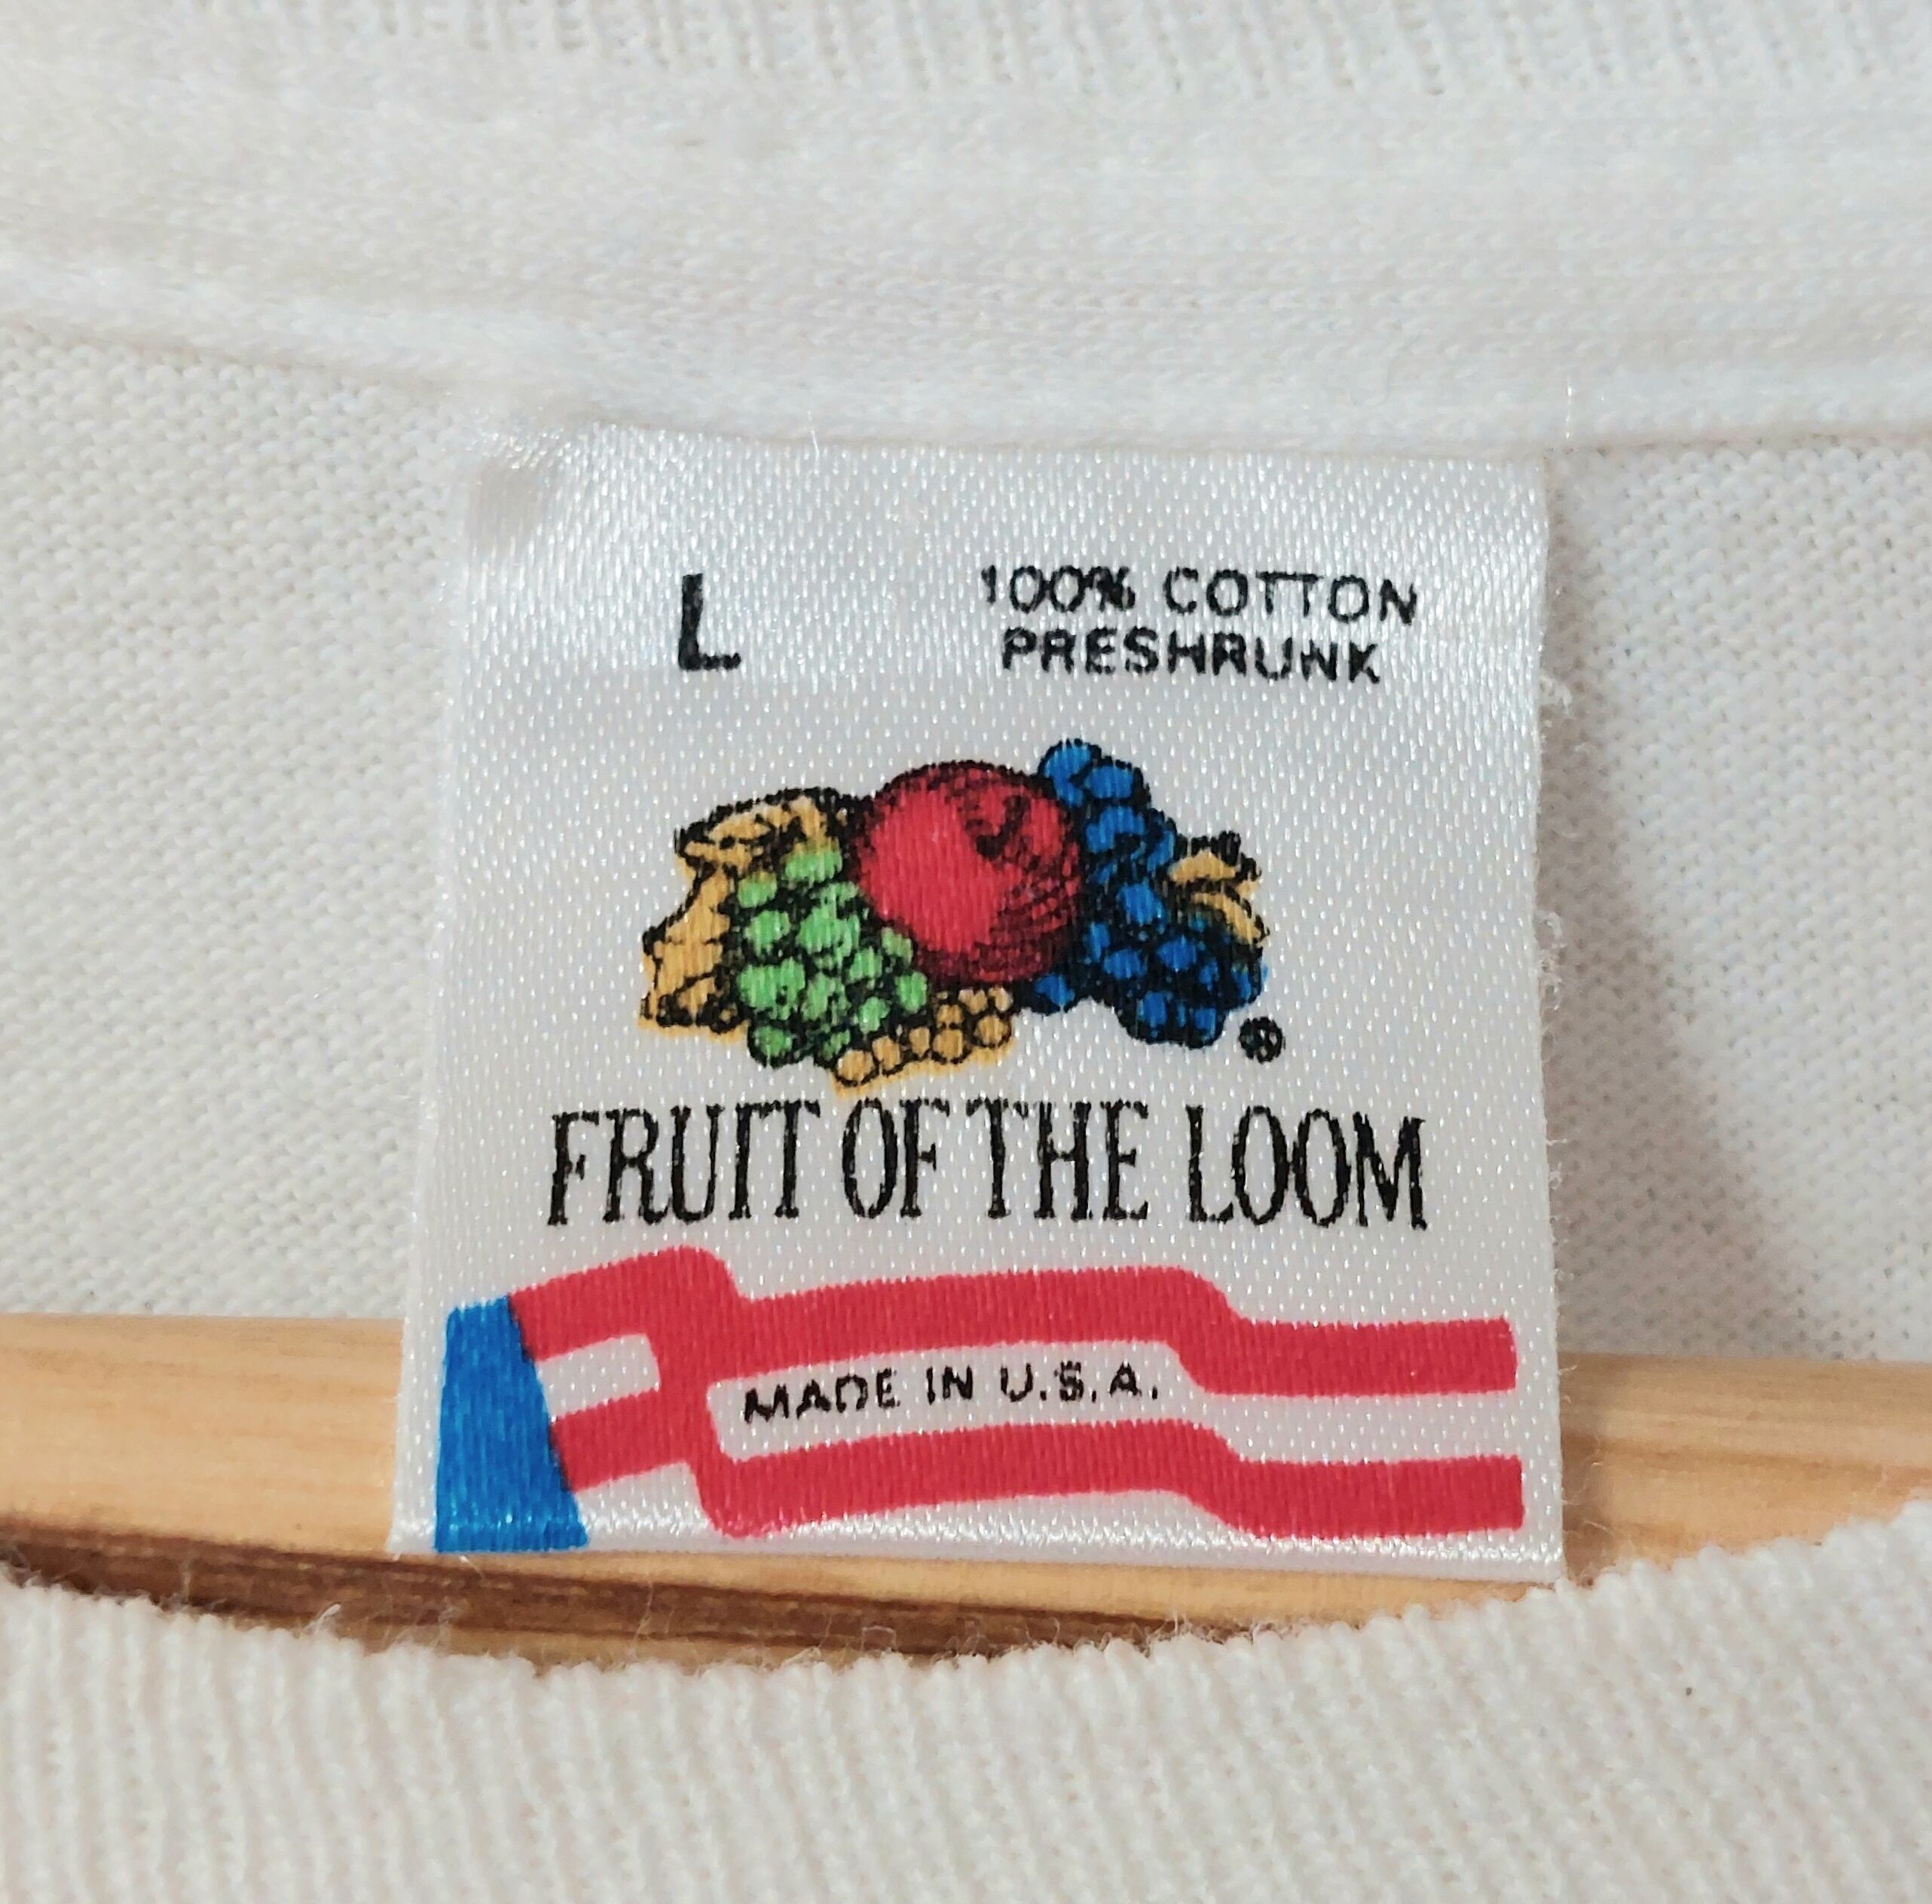 L
100% COTTON
PRESHRUNK
®
FRUIT OF THE LOOM
MADE IN U.S.A.